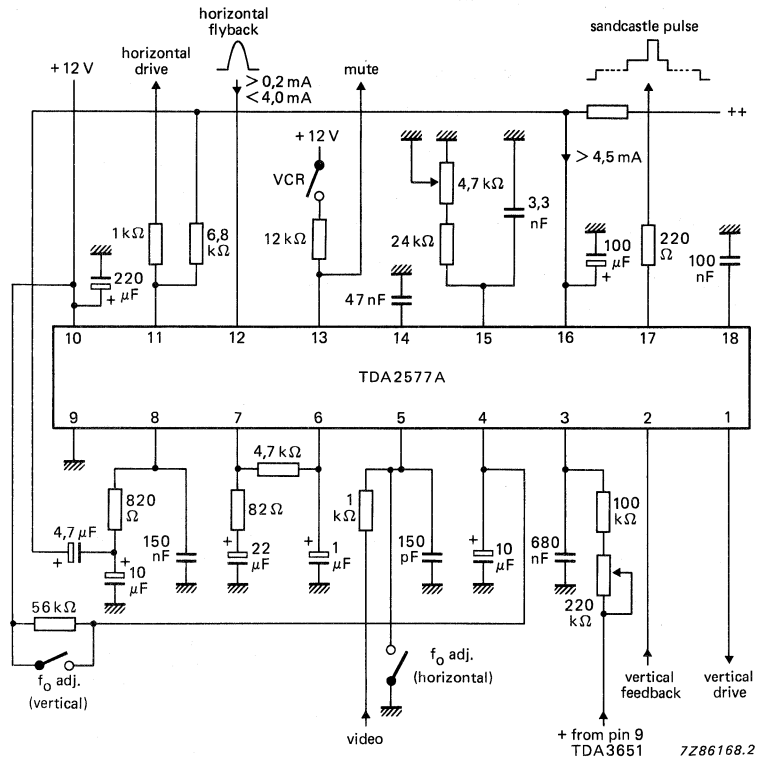 horizontal
flyback
sandcastle pulse
horizontal
drive
+12 V
> 0,2 mA
< 4,0 mA
mute
++
+12 V
> 4,5 mA
VCR
4,7 kΩ
3,3
nF
1kΩ
6,8
kΩ
12 kΩ
24 kΩ
100
μF
+
220
Ω
100
nF
220
μF
+
47 nF
10
11
12
13
14
15
16
17
18
TDA2577A
9
8
7
6
5
4
3
2
1
4,7 kΩ
820
Ω
82 Ω
1
kΩ
100
kΩ
4,7 μF
+
150
nF
+
22
μF
+
1
μF
150
pF
+
10
μF
680
nF
+
10
μF
56 kΩ
220
kΩ
fo adj.
(vertical)
fo adj.
(horizontal)
vertical
feedback
vertical
drive
video
+ from pin 9
TDA3651
7Z86168.2